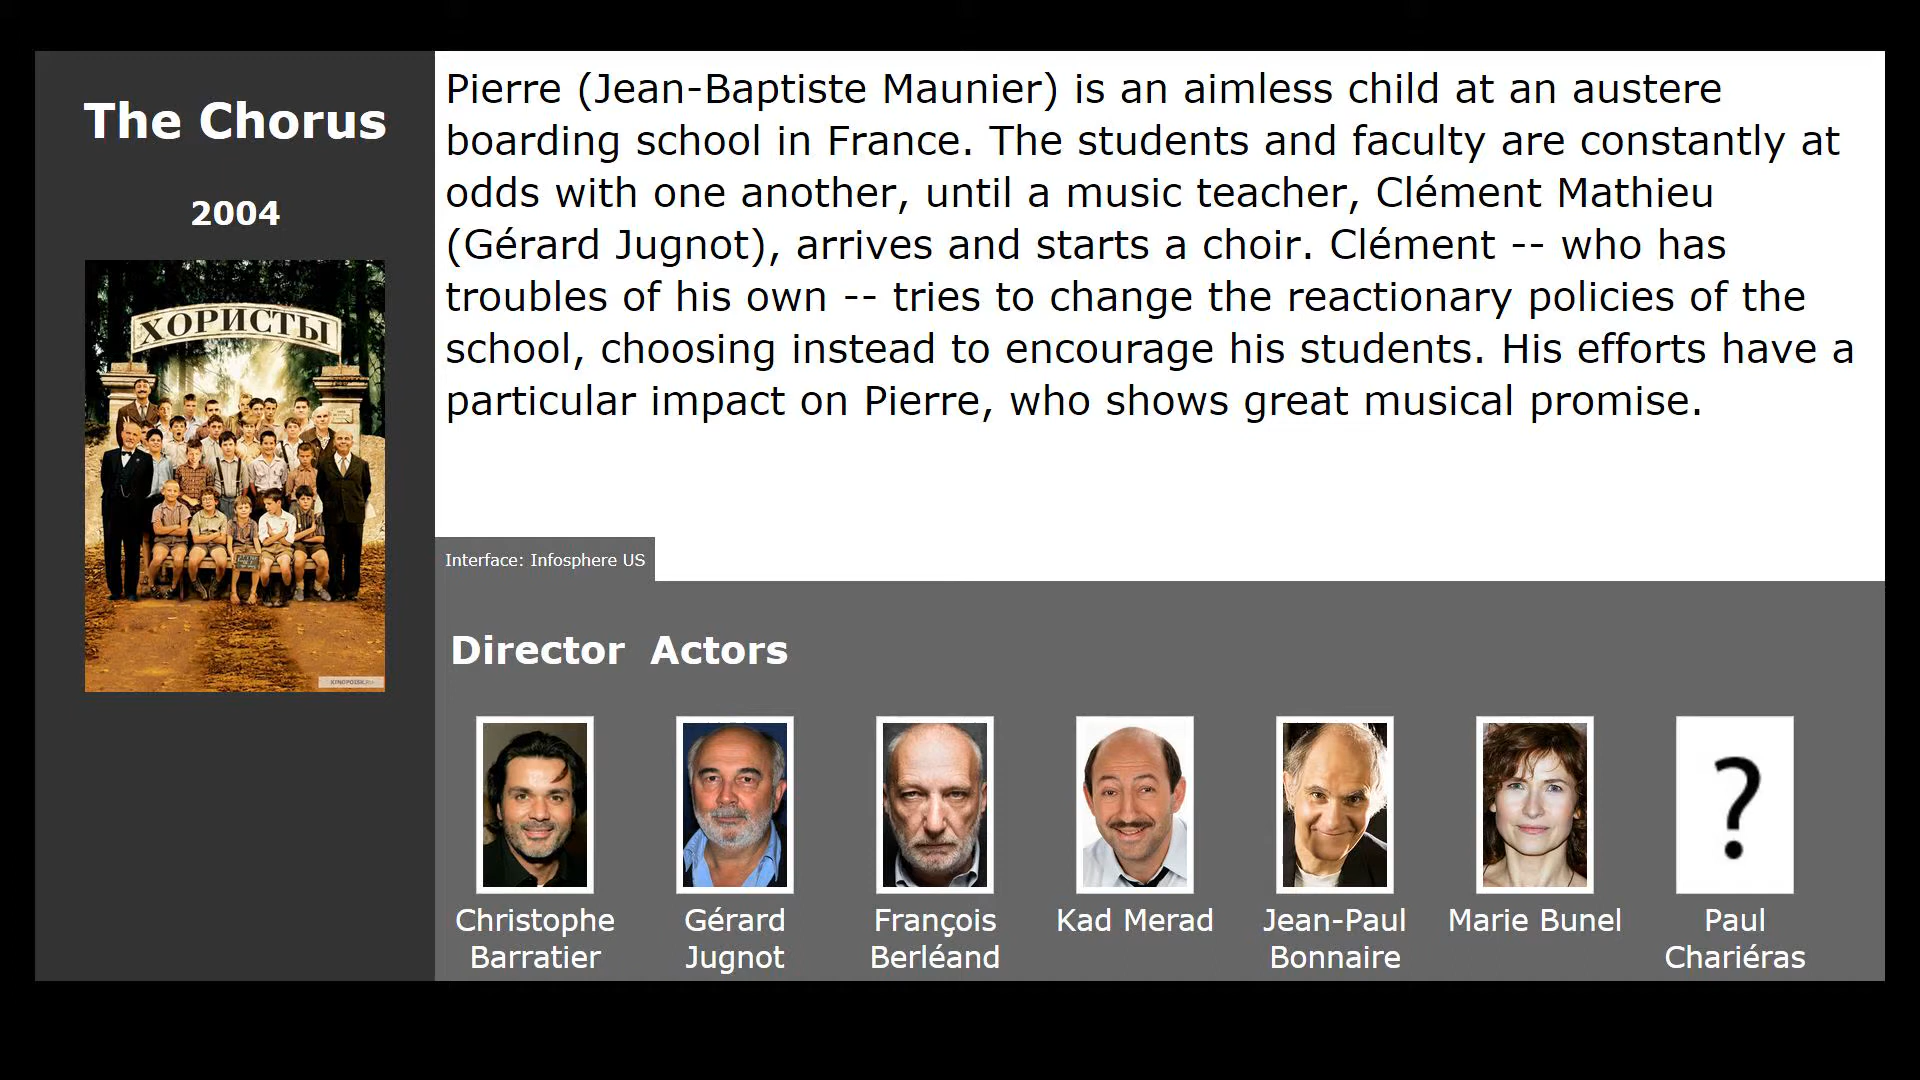 The Chorus
2004
ХОРИСТЫ
KINOPOISK.RU
Pierre (Jean-Baptiste Maunier) is an aimless child at an austere
boarding school in France. The students and faculty are constantly at
odds with one another, until a music teacher, Clément Mathieu
(Gérard Jugnot), arrives and starts a choir. Clément -- who has
troubles of his own -- tries to change the reactionary policies of the
school, choosing instead to encourage his students. His efforts have a
particular impact on Pierre, who shows great musical promise.
Interface: Infosphere US
Director Actors
?
Christophe
Barratier
Gérard
Jugnot
François
Berléand
Kad Merad
Jean-Paul
Bonnaire
Marie Bunel
Paul
Chariéras